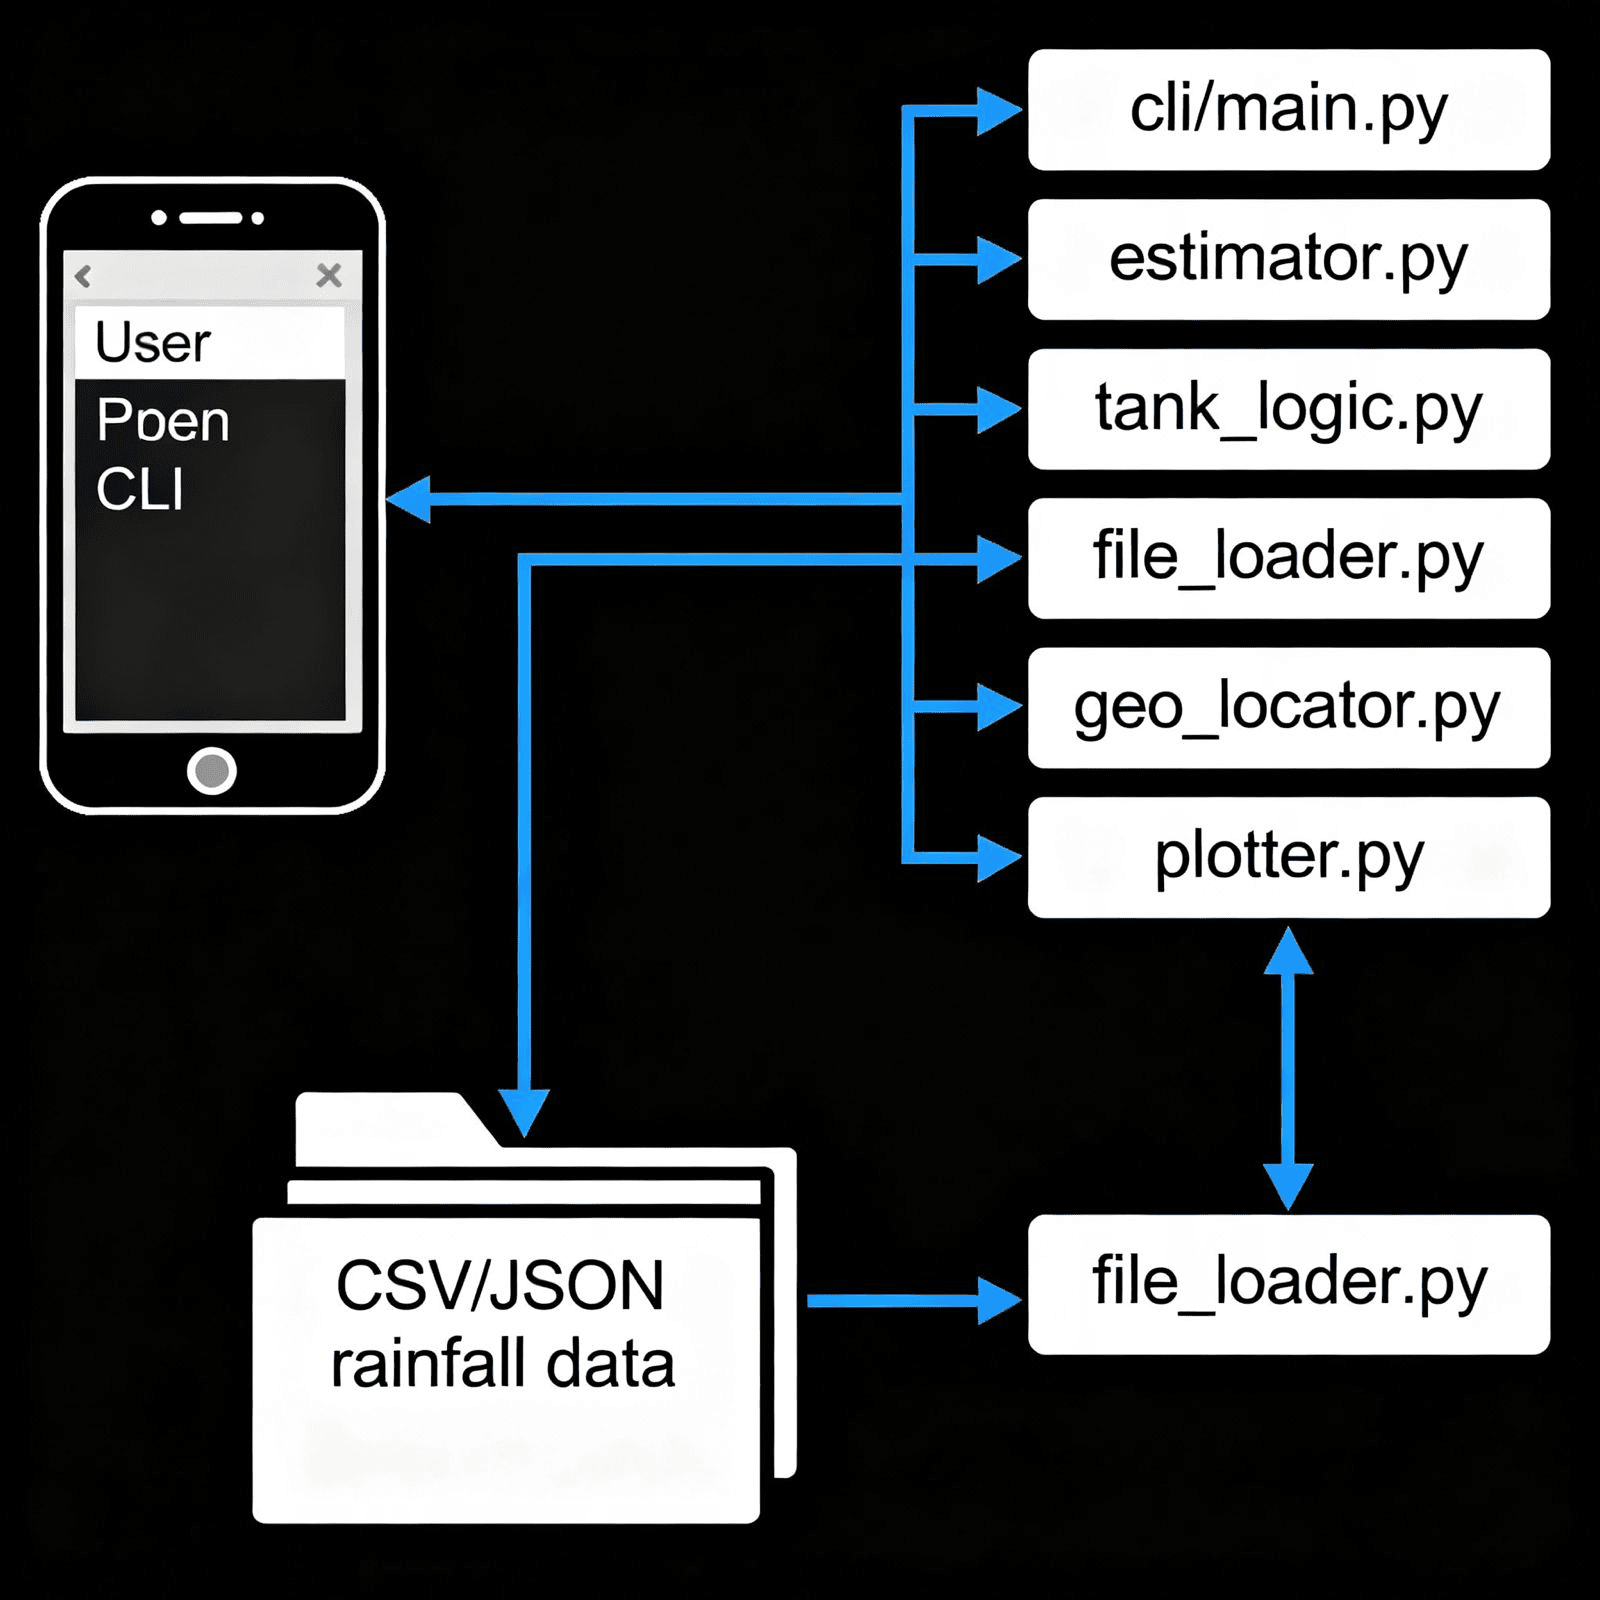 User
Poen
CLI
cli/main.py
estimator.py
tank_logic.py
file_loader.py
geo_locator.py
plotter.py
CSV/JSON
rainfall data
file_loader.py